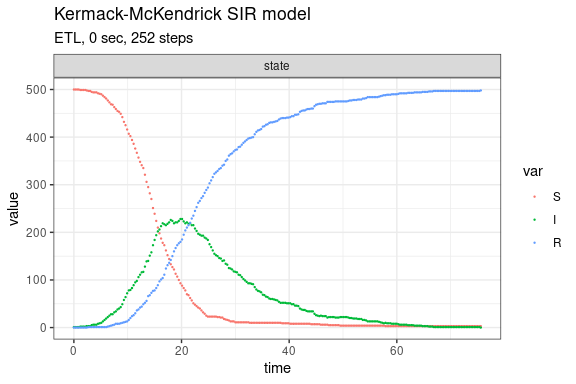 Kermack-McKendrick SIR model
ETL, 0 sec, 252 steps
state
500
400
300
200
100
0
value
0 20 40 60
time
var
S
I
R